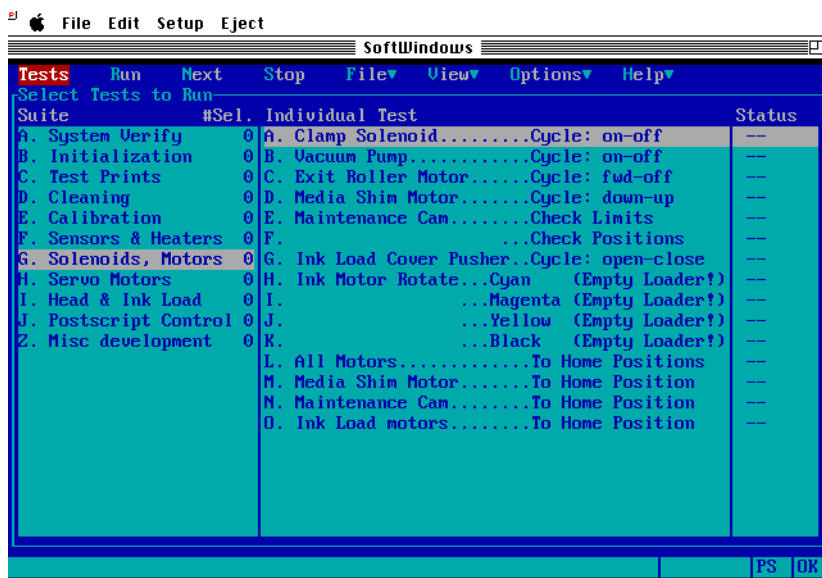 File Edit Setup Eject
SoftWindows
Tests Run Next Stop File▼ View▼ Options▼ Help▼
Select Tests to Run
Suite #Sel. Individual Test Status
A. System Verify 0 A. Clamp Solenoid.........Cycle: on-off --
B. Initialization 0 B. Vacuum Pump............Cycle: on-off --
C. Test Prints 0 C. Exit Roller Motor......Cycle: fwd-off --
D. Cleaning 0 D. Media Shim Motor.......Cycle: down-up --
E. Calibration 0 E. Maintenance Cam........Check Limits --
F. Sensors & Heaters 0 F. ...Check Positions --
G. Solenoids, Motors 0 G. Ink Load Cover Pusher..Cycle: open-close --
H. Servo Motors 0 H. Ink Motor Rotate...Cyan (Empty Loader!) --
I. Head & Ink Load 0 I. ...Magenta (Empty Loader!) --
J. Postscript Control 0 J. ...Yellow (Empty Loader!) --
Z. Misc development 0 K. ...Black (Empty Loader!) --
L. All Motors.............To Home Positions --
M. Media Shim Motor.......To Home Position --
N. Maintenance Cam........To Home Position --
O. Ink Load motors........To Home Position --
PS OK